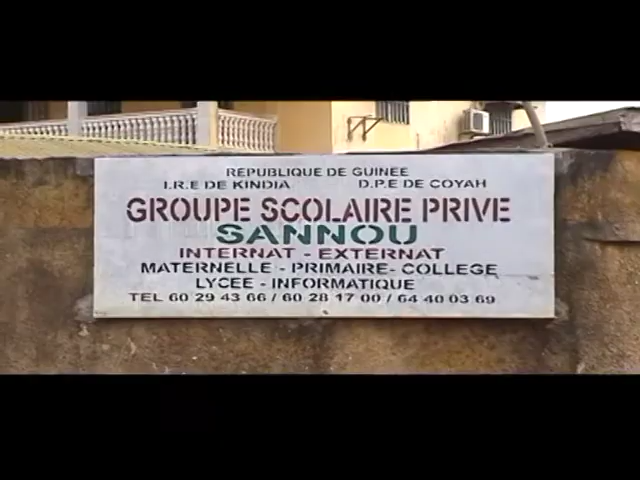 REPUBLIQUE DE GUINEE
I.R.E DE KINDIA D.P.E DE COYAH
GROUPE SCOLAIRE PRIVE
SANNOU
INTERNAT - EXTERNAT
MATERNELLE - PRIMAIRE - COLLEGE
LYCEE - INFORMATIQUE
TEL 60 29 43 66 / 60 28 17 00 / 64 40 03 69